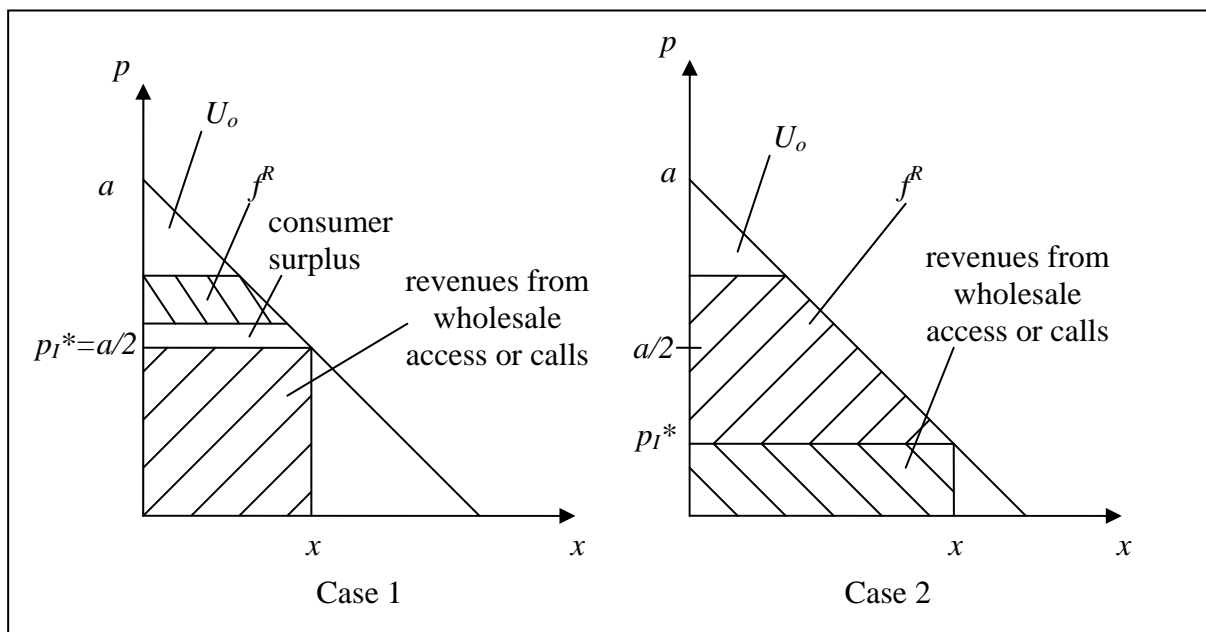 p
U_o
a
f^R
consumer
surplus
revenues from
wholesale
access or calls
p_I*=a/2
x
x
Case 1
p
U_o
a
f^R
revenues from
wholesale
access or calls
a/2
p_I*
x
x
Case 2